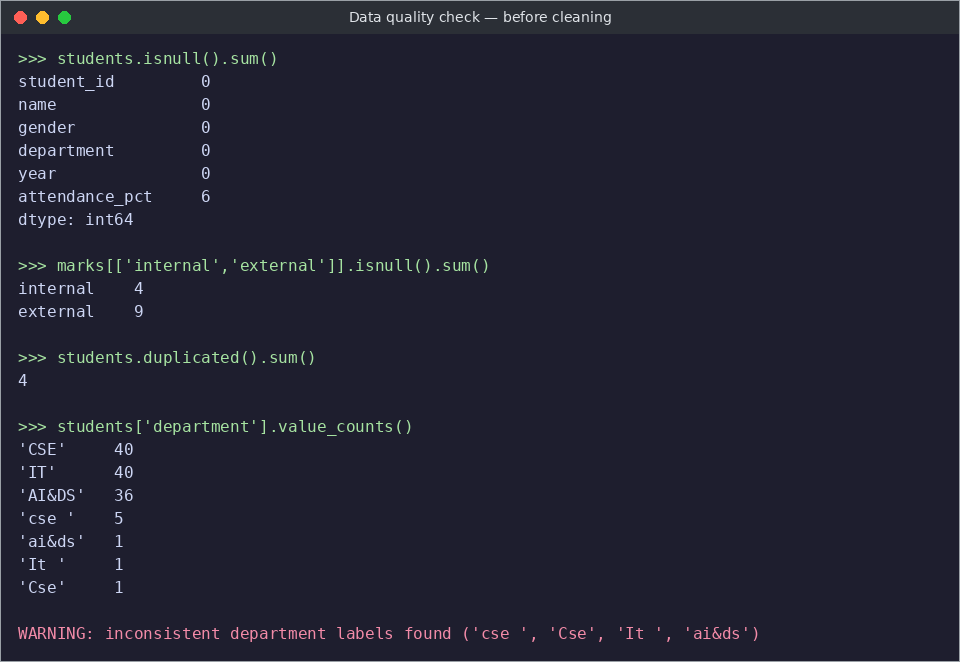 Data quality check — before cleaning
>>> students.isnull().sum()
student_id         0
name               0
gender             0
department         0
year               0
attendance_pct     6
dtype: int64
>>> marks[['internal','external']].isnull().sum()
internal    4
external    9
>>> students.duplicated().sum()
4
>>> students['department'].value_counts()
'CSE'     40
'IT'      40
'AI&DS'   36
'cse '    5
'ai&ds'   1
'It '     1
'Cse'     1
WARNING: inconsistent department labels found ('cse ', 'Cse', 'It ', 'ai&ds')